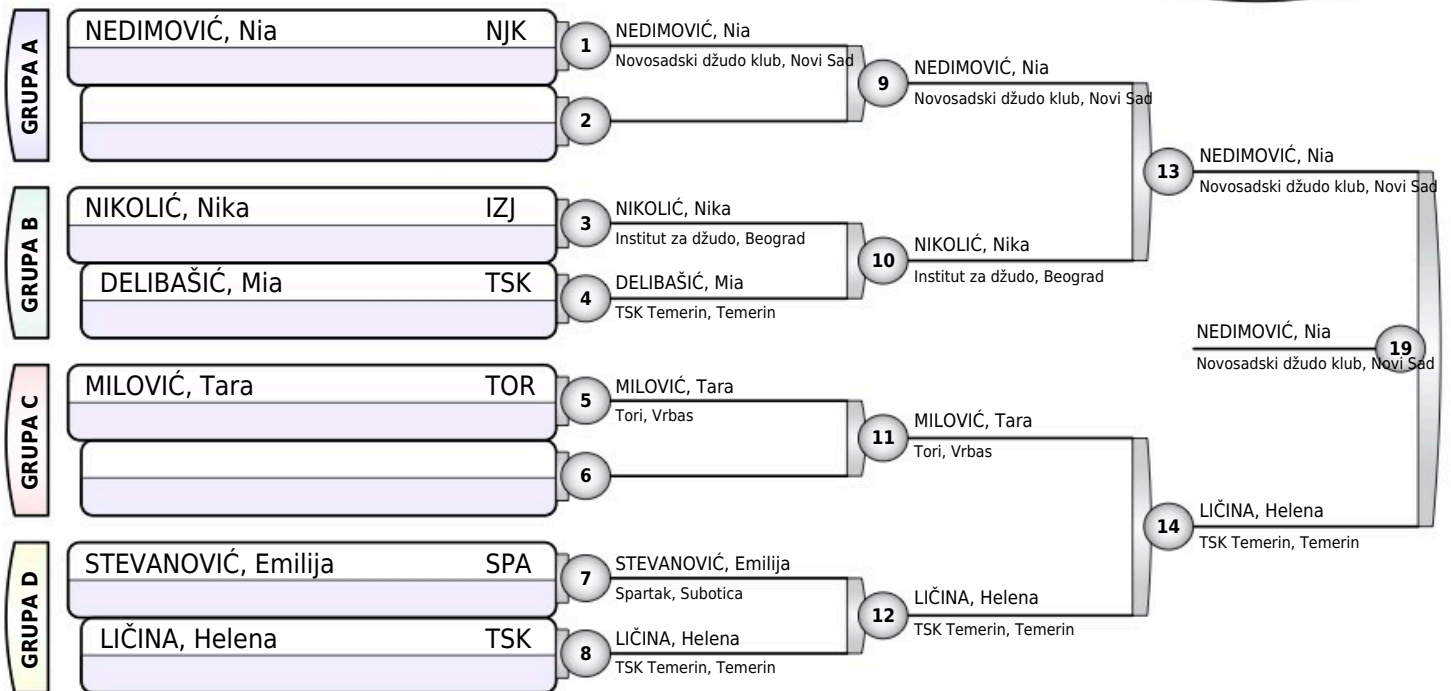 GRUPA A
NEDIMOVIĆ, Nia NJK
1
2
NEDIMOVIĆ, Nia
Novosadski džudo klub, Novi Sad
9
NEDIMOVIĆ, Nia
Novosadski džudo klub, Novi Sad
GRUPA B
NIKOLIĆ, Nika IZJ
DELIBAŠIĆ, Mia TSK
3
4
NIKOLIĆ, Nika
Institut za džudo, Beograd
DELIBAŠIĆ, Mia
TSK Temerin, Temerin
10
NIKOLIĆ, Nika
Institut za džudo, Beograd
13
NEDIMOVIĆ, Nia
Novosadski džudo klub, Novi Sad
GRUPA C
MILOVIĆ, Tara TOR
5
6
MILOVIĆ, Tara
Tori, Vrbas
11
MILOVIĆ, Tara
Tori, Vrbas
GRUPA D
STEVANOVIĆ, Emilija SPA
LIČINA, Helena TSK
7
8
STEVANOVIĆ, Emilija
Spartak, Subotica
LIČINA, Helena
TSK Temerin, Temerin
12
LIČINA, Helena
TSK Temerin, Temerin
14
LIČINA, Helena
TSK Temerin, Temerin
NEDIMOVIĆ, Nia
Novosadski džudo klub, Novi Sad
19